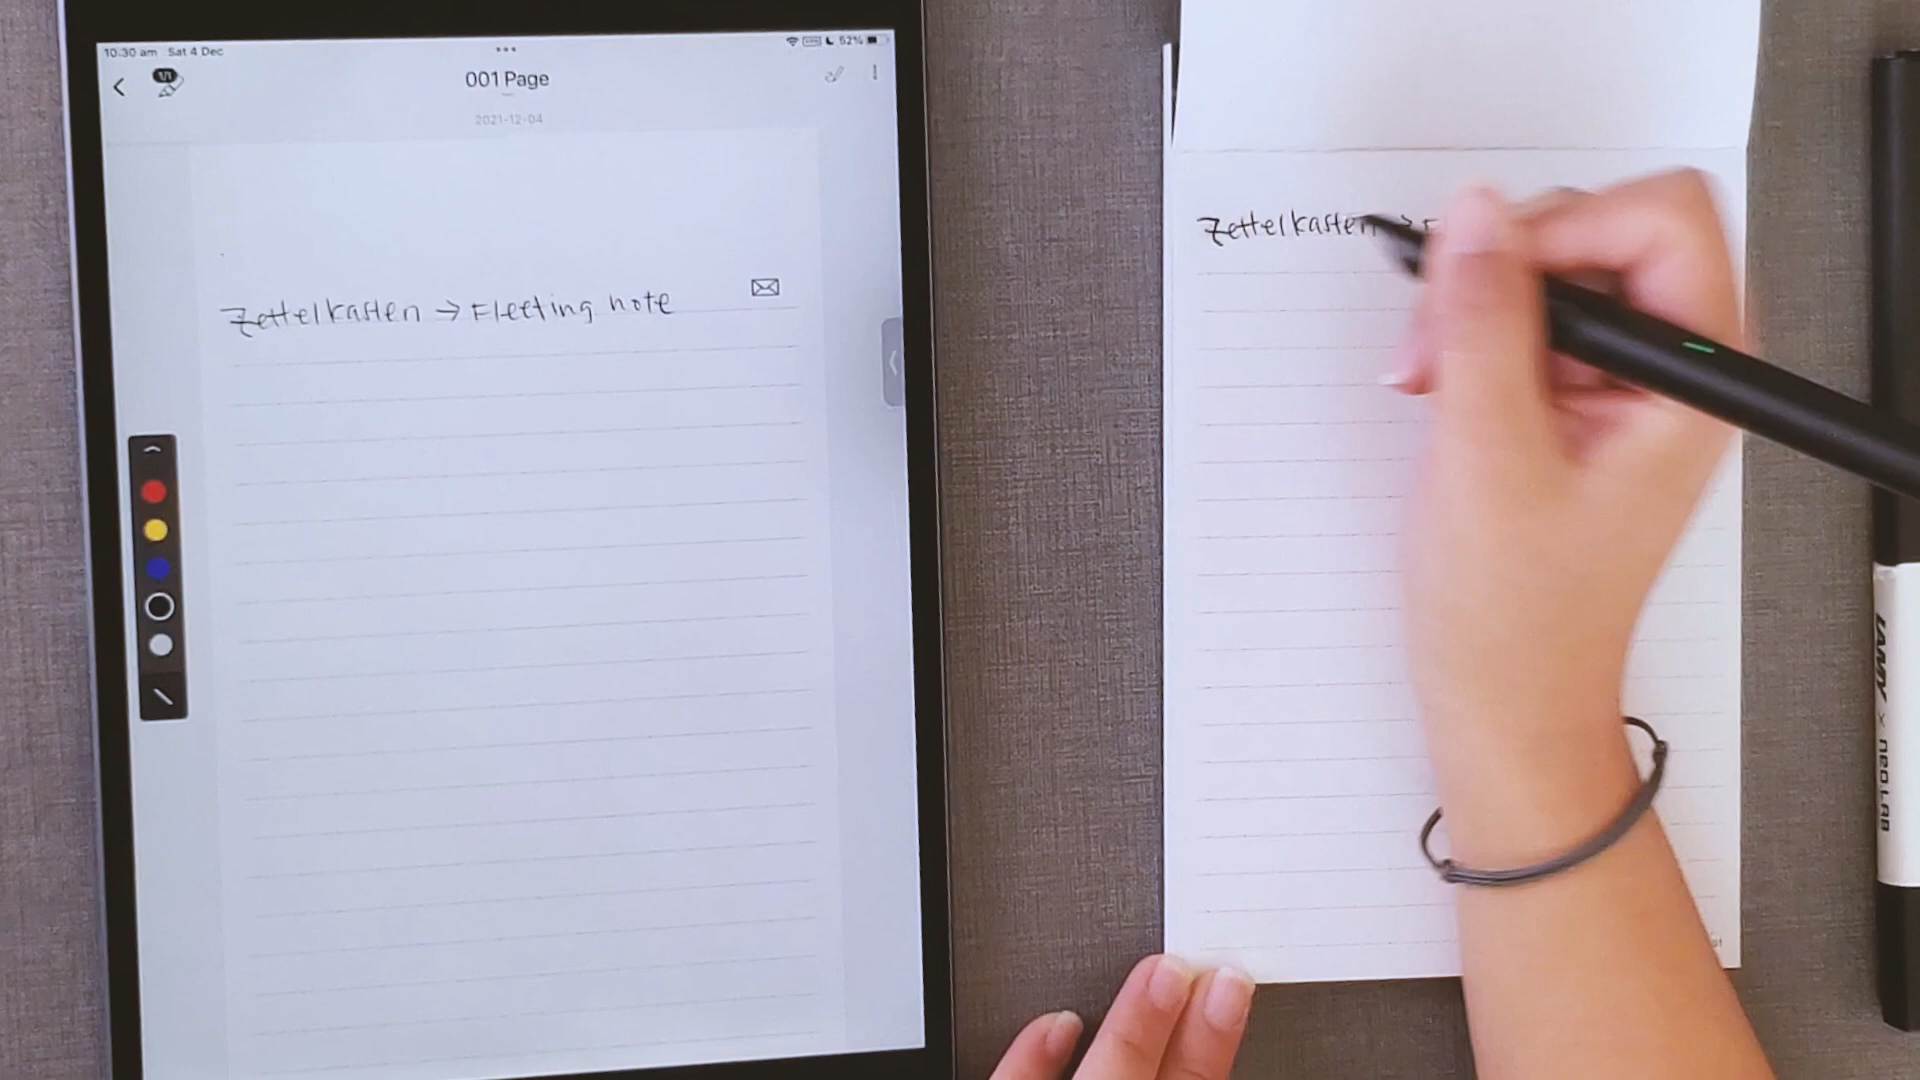 10:30 am Sat 4 Dec
52%
001 Page
2021-12-04
Zettelkasten → Fleeting note
Zettelkasten → F
LAMY x neoLAB